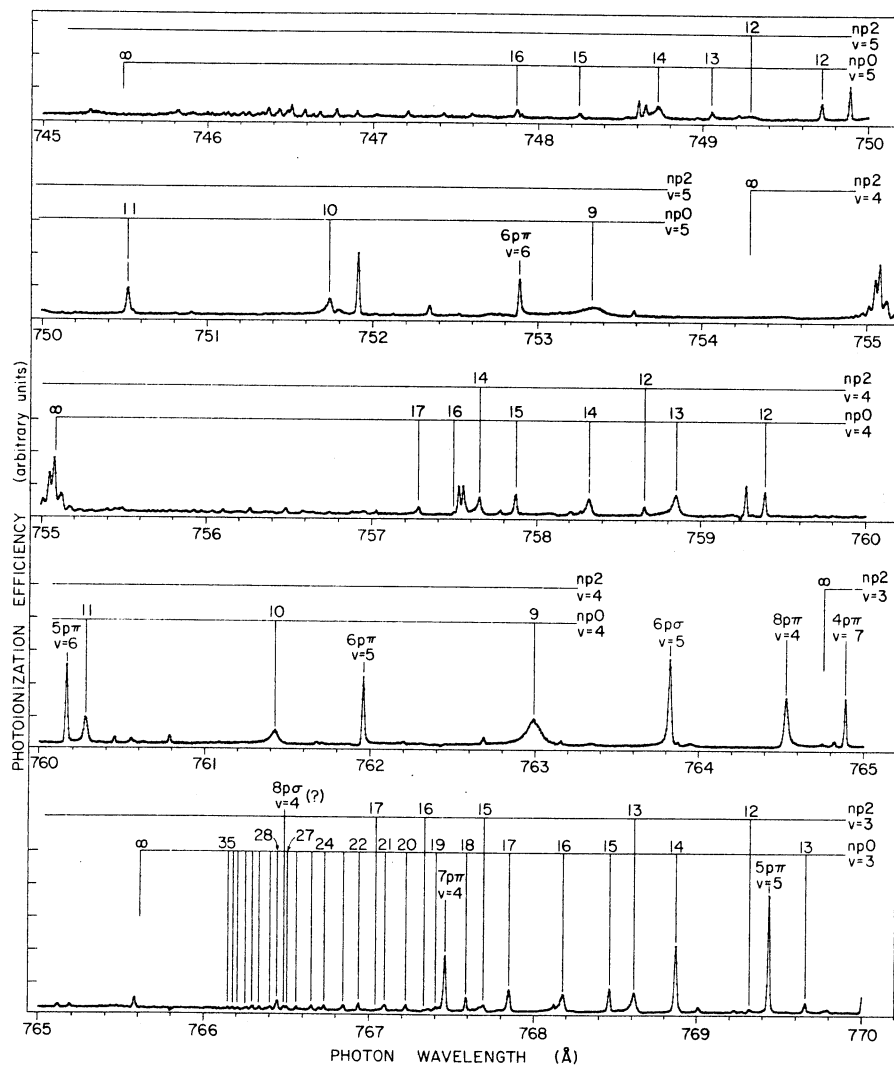 12 np2
v=5
∞ 16 15 14 13 12 np0
v=5
745 746 747 748 749 750
np2
v=5
∞ np2
v=4
11 10 9 np0
v=5
6pπ
v=6
750 751 752 753 754 755
14 12 np2
v=4
∞ 17 16 15 14 13 12 np0
v=4
755 756 757 758 759 760
np2
v=4
∞ np2
v=3
11 10 9 np0
v=4
5pπ
v=6
6pπ
v=5
6pσ
v=5
8pπ
v=4
4pπ
v=7
760 761 762 763 764 765
8pσ
v=4 (?)
17 16 15 13 12 np2
v=3
∞ 35 28 27 24 22 21 20 19 18 17 16 15 14 13 np0
v=3
7pπ
v=4
5pπ
v=5
765 766 767 768 769 770
PHOTON WAVELENGTH (Å)
PHOTOIONIZATION EFFICIENCY (arbitrary units)